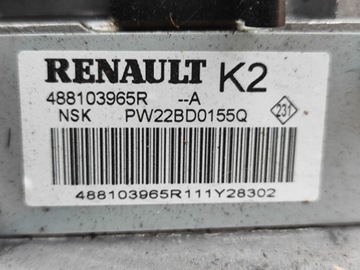 RENAULT K2
488103965R --A
NSK PW22BD0155Q 231
488103965R111Y28302